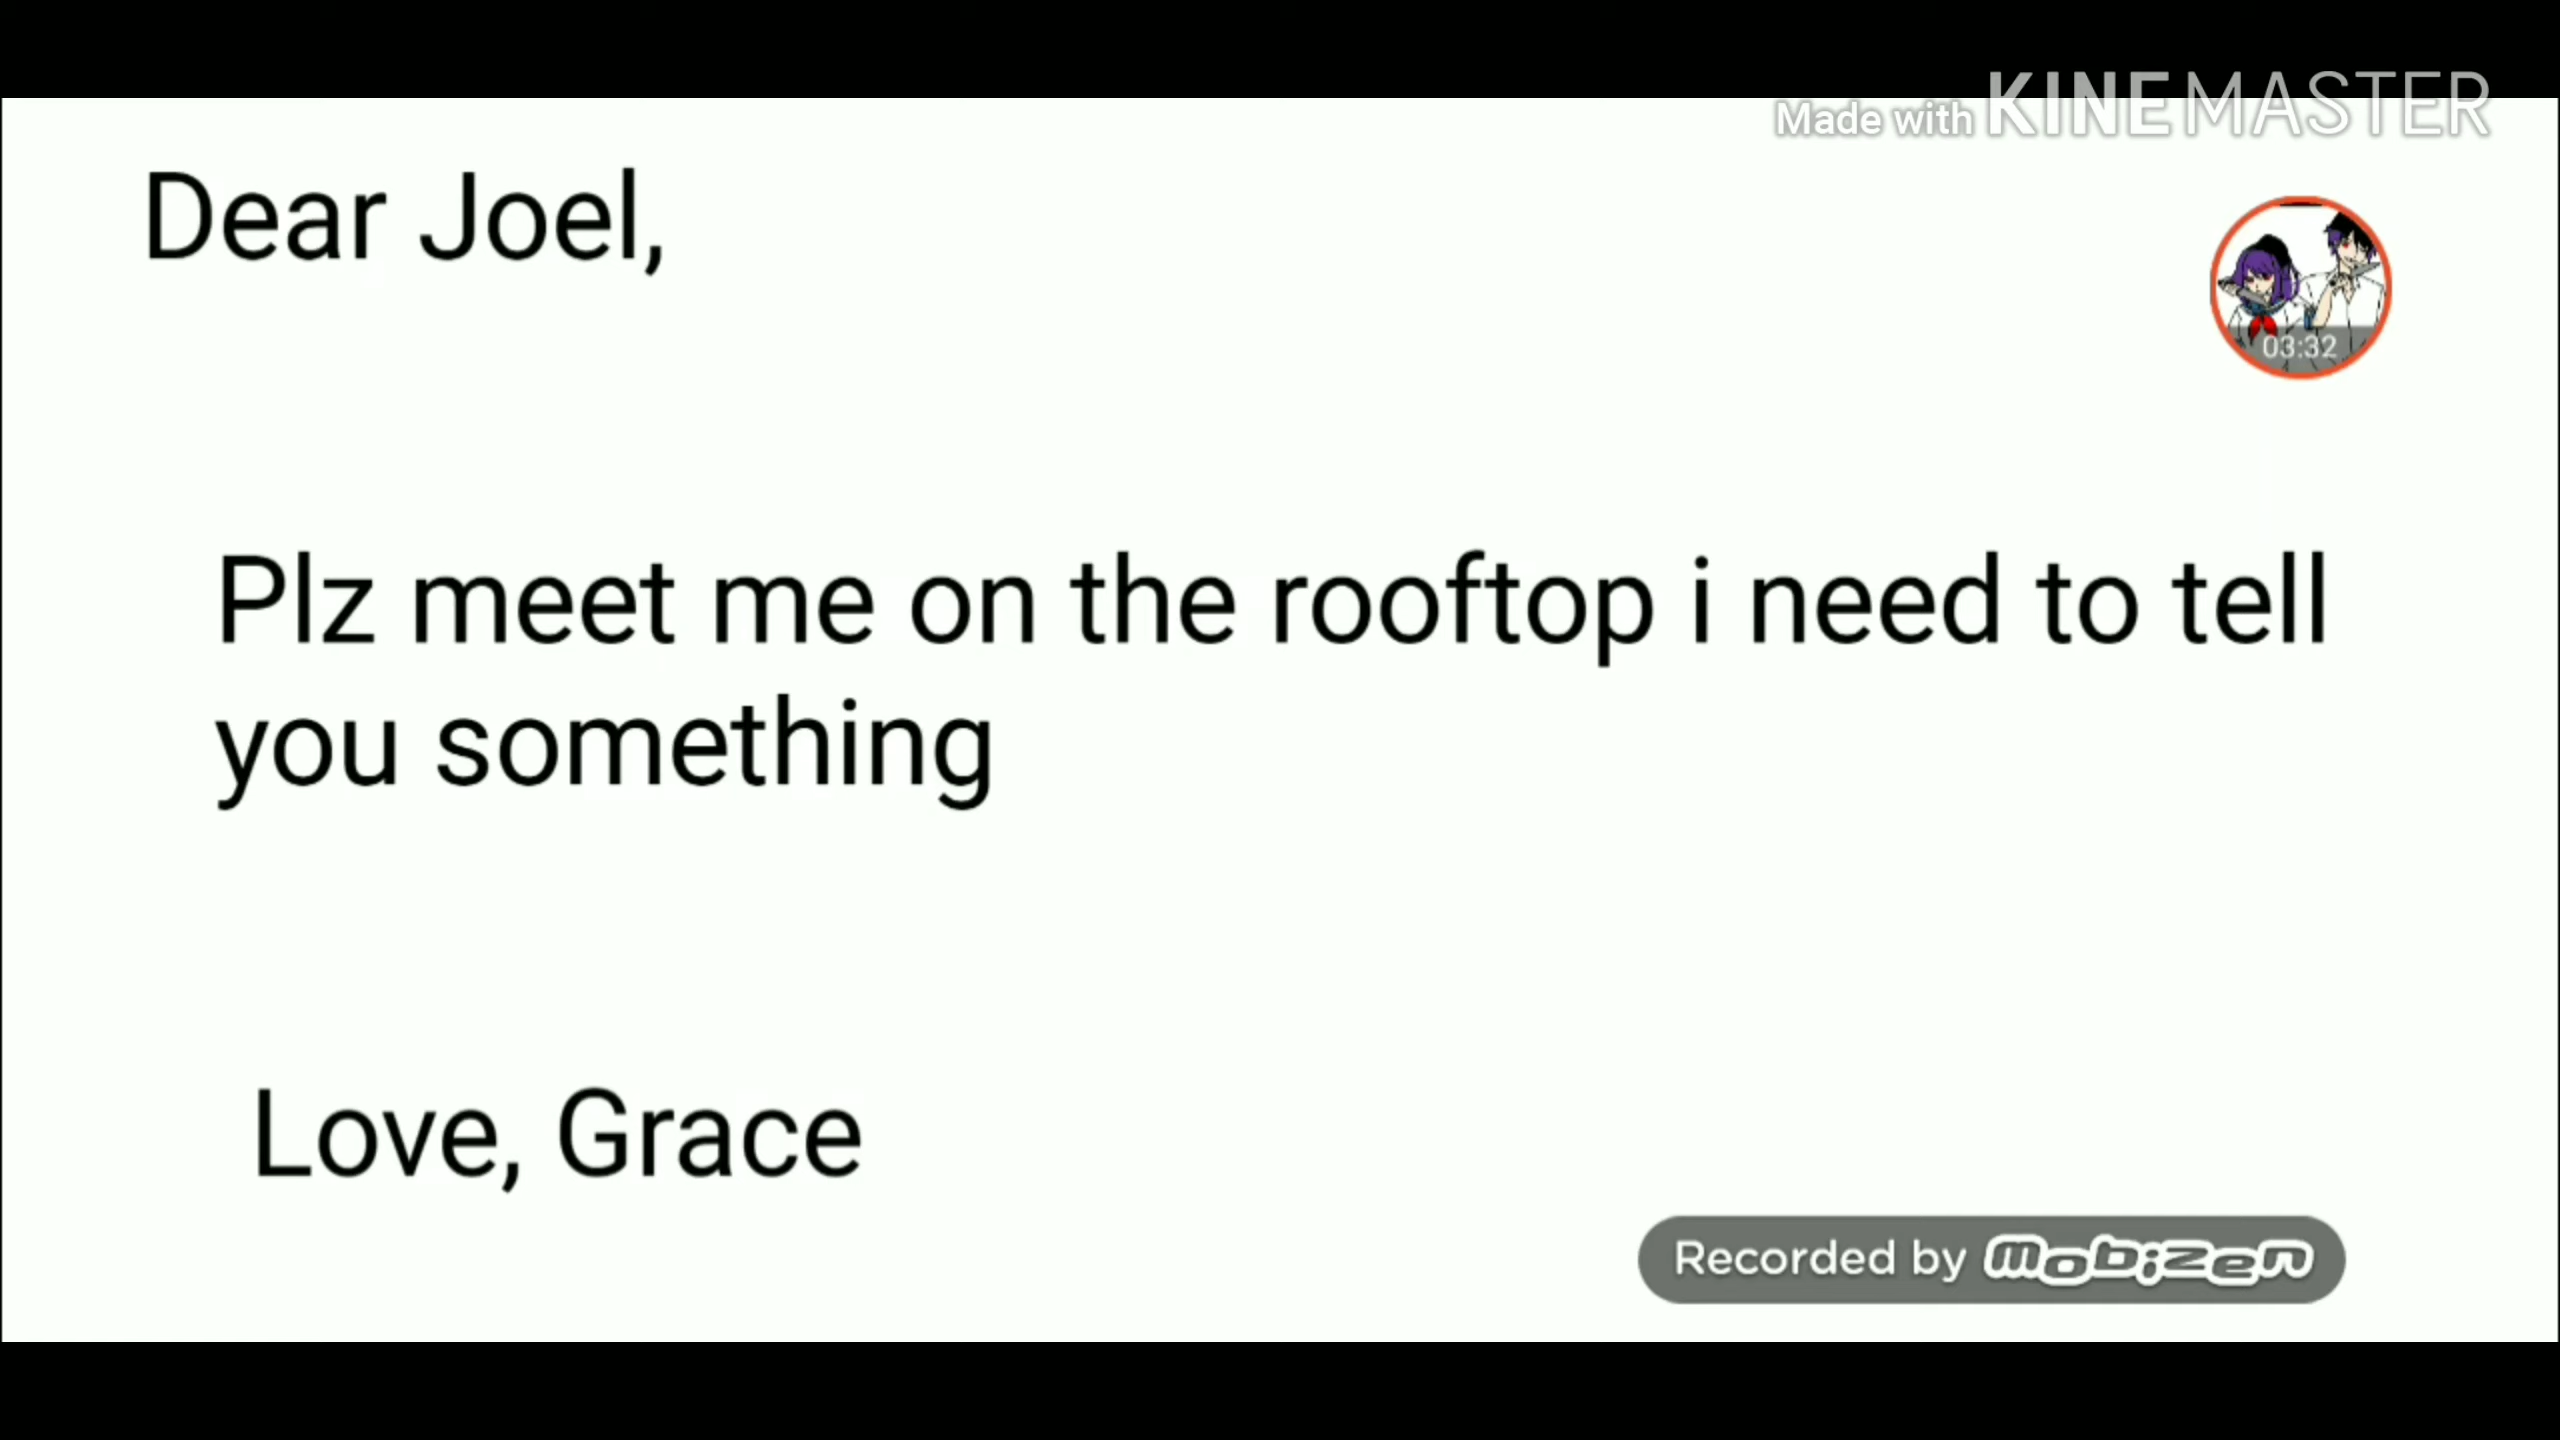 Made with KINEMASTER
Dear Joel,
03:32
Plz meet me on the rooftop i need to tell
you something
Love, Grace
Recorded by mobizen